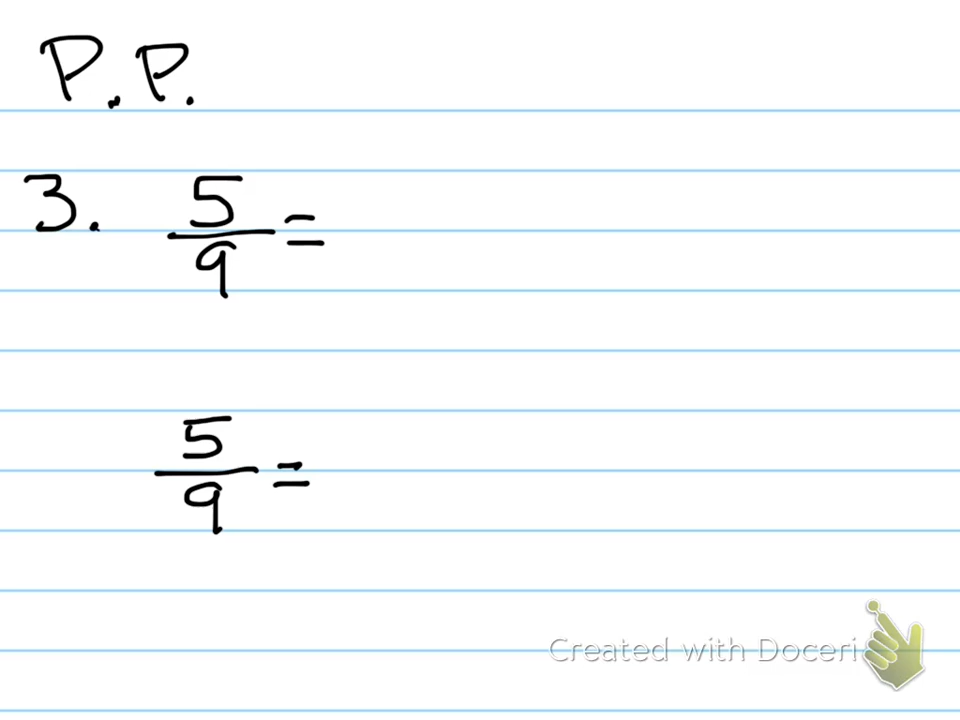 P.P.
3. 5/9 =
5/9 =
Created with Doceri